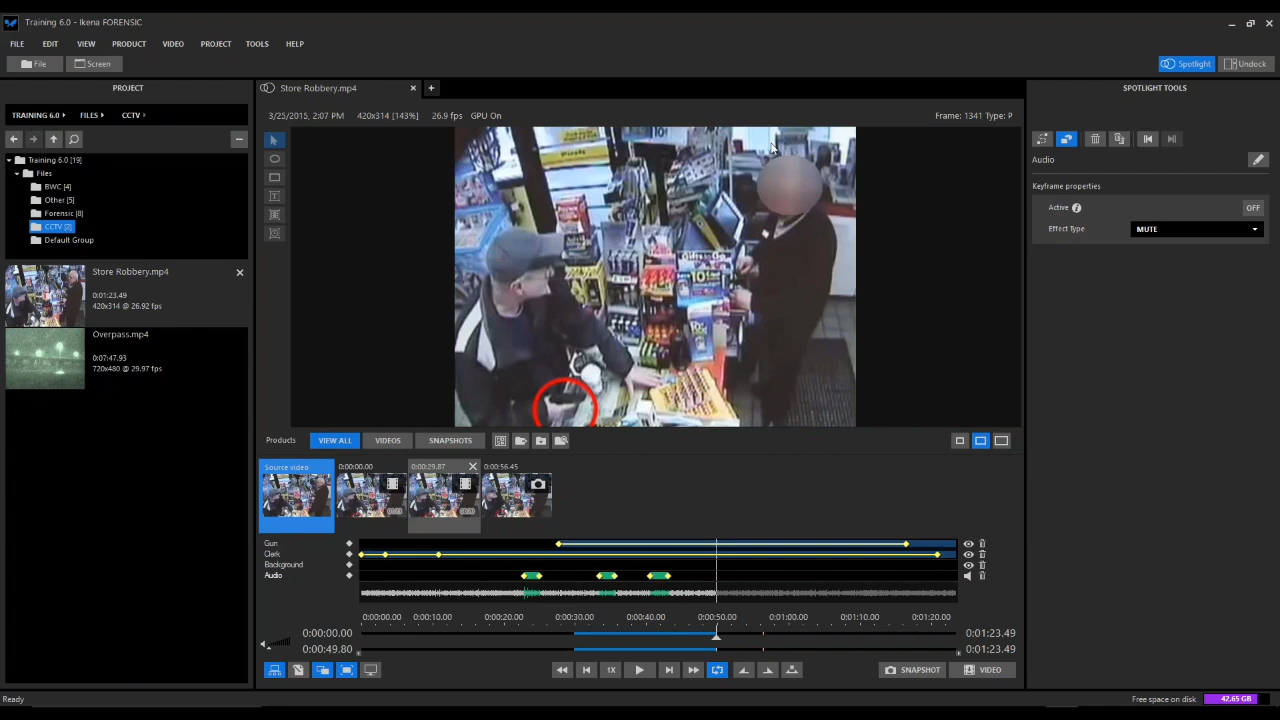 Training 6.0 - Ikena FORENSIC
FILE EDIT VIEW PRODUCT VIDEO PROJECT TOOLS HELP
File Screen Spotlight Undock
PROJECT
TRAINING 6.0 FILES CCTV
Training 6.0 [19]
Files
BWC [4]
Other [5]
Forensic [8]
CCTV [2]
Default Group
Store Robbery.mp4
0:01:23.49
420x314 @ 26.92 fps
Overpass.mp4
0:07:47.93
720x480 @ 29.97 fps
Store Robbery.mp4
3/25/2015, 2:07 PM 420x314 [143%] 26.9 fps GPU On Frame: 1341 Type: P
Products VIEW ALL VIDEOS SNAPSHOTS
Source video 0:00:00.00 0:00:29.87 0:00:56.45
Gun
Clerk
Background
Audio
0:00:00.00 0:00:10.00 0:00:20.00 0:00:30.00 0:00:40.00 0:00:50.00 0:01:00.00 0:01:10.00 0:01:20.00
0:00:00.00 0:01:23.49
0:00:49.80 0:01:23.49
1X SNAPSHOT VIDEO
SPOTLIGHT TOOLS
Audio
Keyframe properties
Active OFF
Effect Type MUTE
Ready Free space on disk 42.65 GB